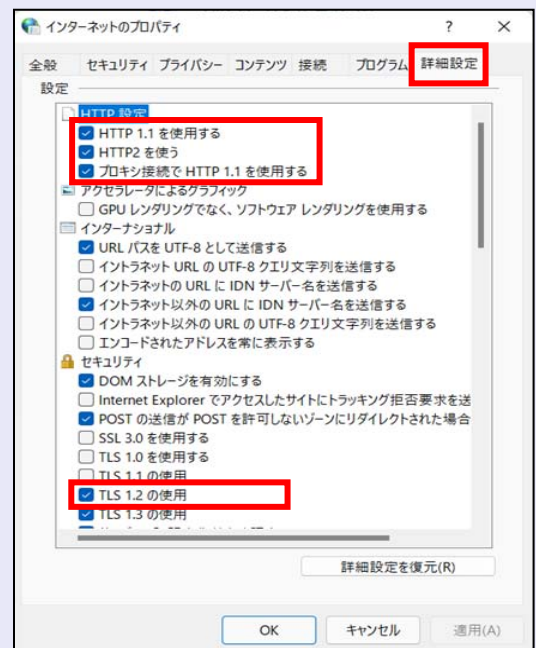 インターネットのプロパティ ? ×
全般 セキュリティ プライバシー コンテンツ 接続 プログラム 詳細設定
設定
HTTP 設定
HTTP 1.1 を使用する
HTTP2 を使う
プロキシ接続で HTTP 1.1 を使用する
アクセラレータによるグラフィック
GPU レンダリングでなく、ソフトウェア レンダリングを使用する
インターナショナル
URL パスを UTF-8 として送信する
イントラネット URL の UTF-8 クエリ文字列を送信する
イントラネットの URL に IDN サーバー名を送信する
イントラネット以外の URL に IDN サーバー名を送信する
イントラネット以外の URL の UTF-8 クエリ文字列を送信する
エンコードされたアドレスを常に表示する
セキュリティ
DOM ストレージを有効にする
Internet Explorer でアクセスしたサイトにトラッキング拒否要求を送
POST の送信が POST を許可しないゾーンにリダイレクトされた場合
SSL 3.0 を使用する
TLS 1.0 を使用する
TLS 1.1 の使用
TLS 1.2 の使用
TLS 1.3 の使用
詳細設定を復元(R)
OK キャンセル 適用(A)